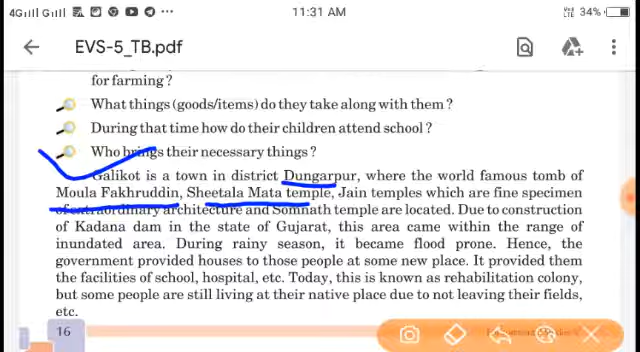 4G 11:31 AM 34%
EVS-5_TB.pdf
for farming ?
What things (goods/items) do they take along with them ?
During that time how do their children attend school ?
Who brings their necessary things ?
Galikot is a town in district Dungarpur, where the world famous tomb of
Moula Fakhruddin, Sheetala Mata temple, Jain temples which are fine specimen
of extraordinary architecture and Somnath temple are located. Due to construction
of Kadana dam in the state of Gujarat, this area came within the range of
inundated area. During rainy season, it became flood prone. Hence, the
government provided houses to those people at some new place. It provided them
the facilities of school, hospital, etc. Today, this is known as rehabilitation colony,
but some people are still living at their native place due to not leaving their fields,
etc.
16